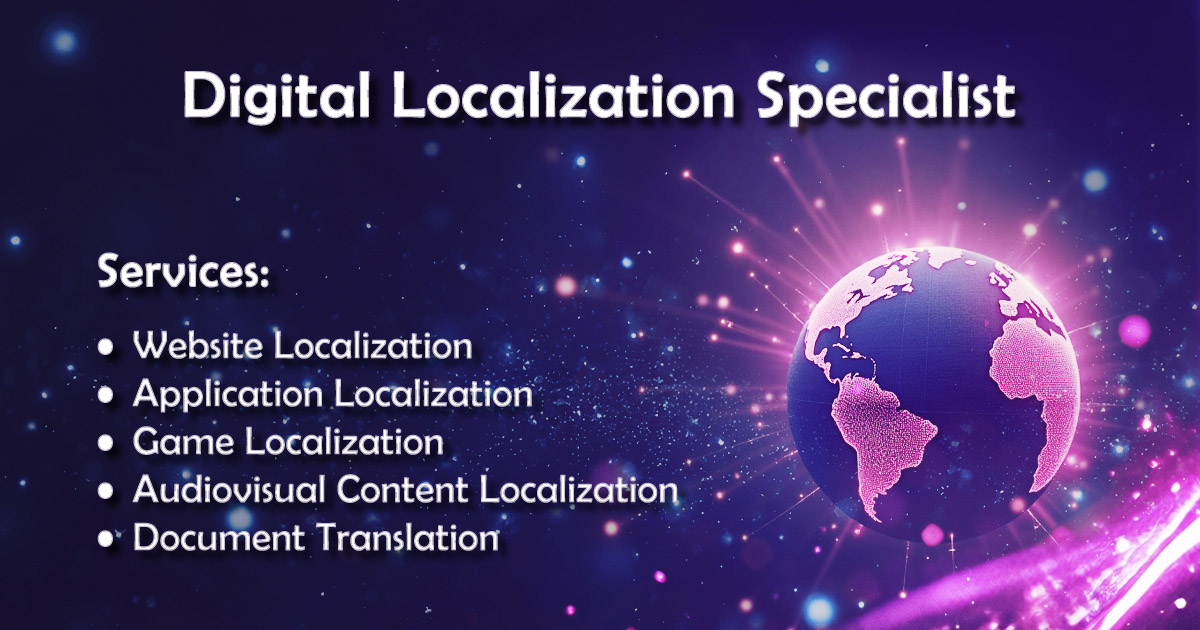 Digital Localization Specialist
Services:
• Website Localization
• Application Localization
• Game Localization
• Audiovisual Content Localization
• Document Translation